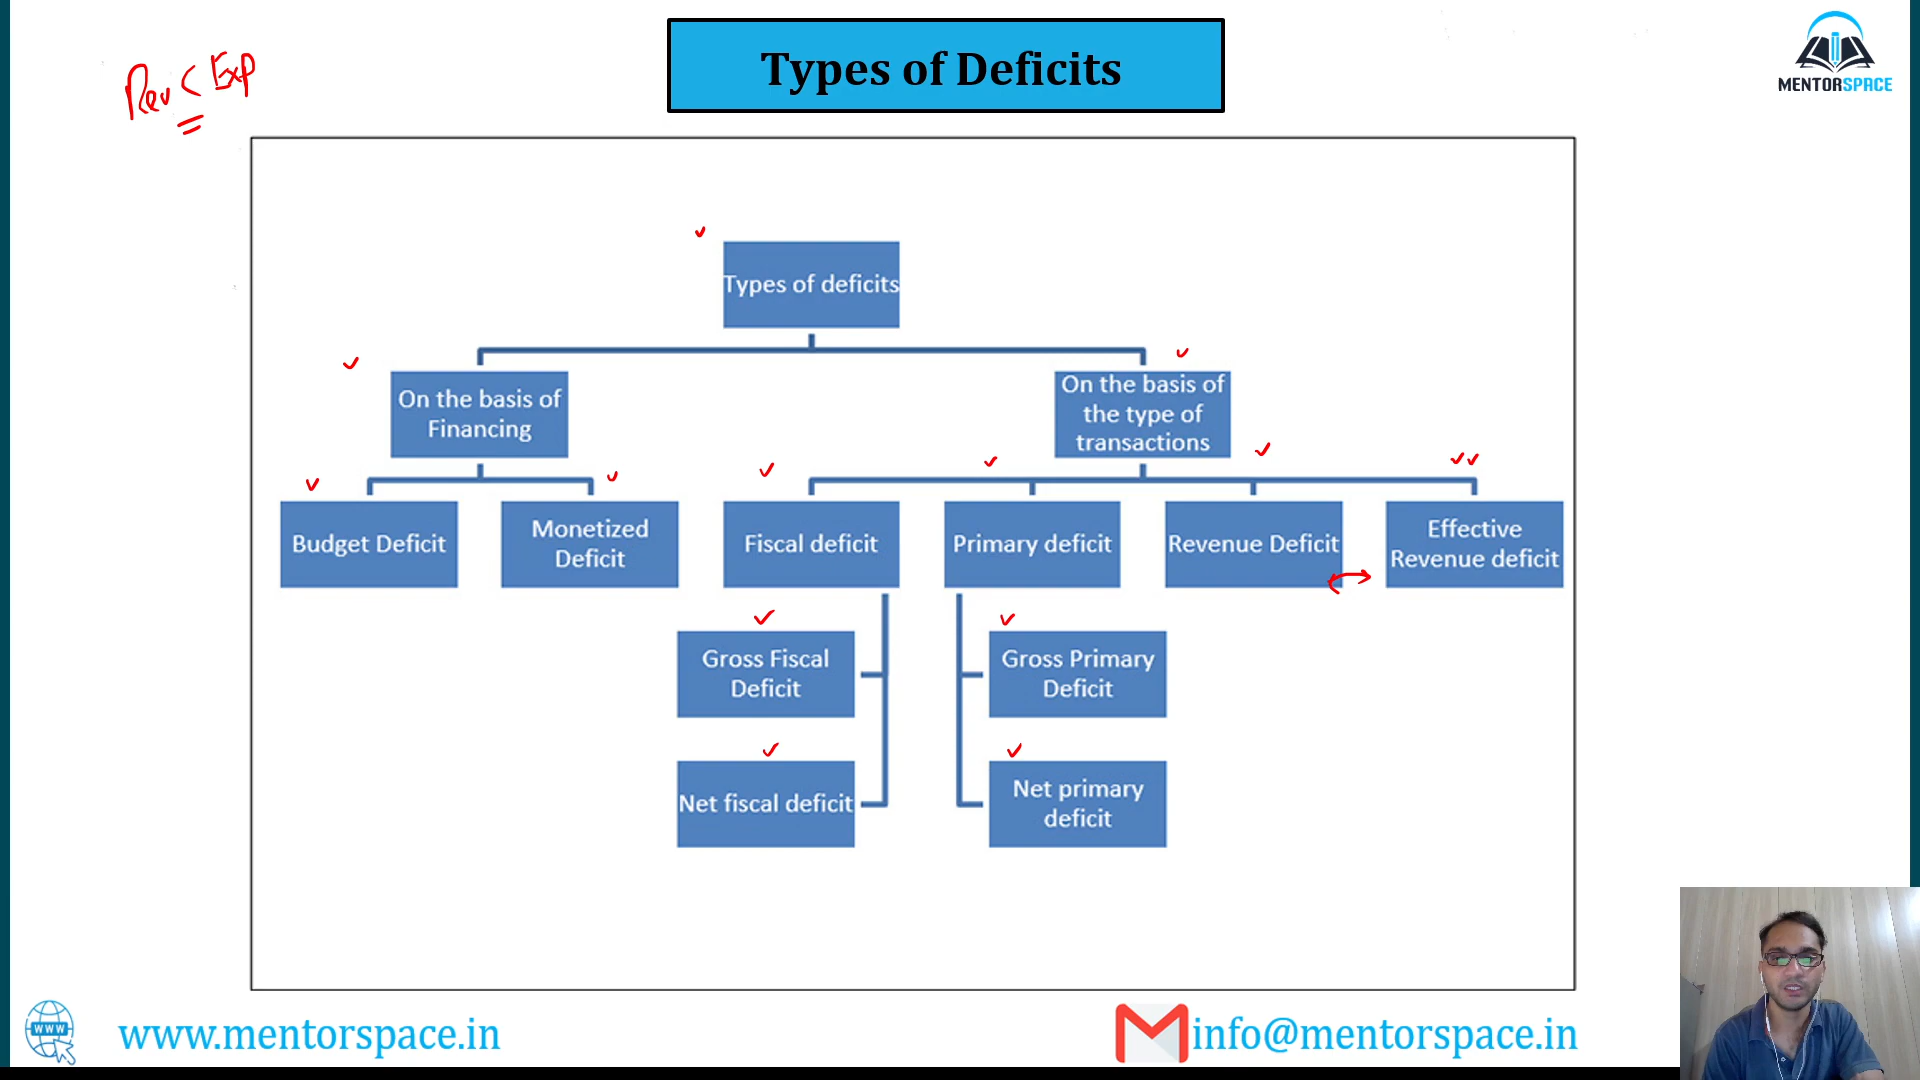 Types of Deficits
Rev < Exp
MENTORSPACE
Types of deficits
On the basis of
Financing
On the basis of
the type of
transactions
Budget Deficit
Monetized
Deficit
Fiscal deficit
Primary deficit
Revenue Deficit
Effective
Revenue deficit
Gross Fiscal
Deficit
Gross Primary
Deficit
Net fiscal deficit
Net primary
deficit
WWW
www.mentorspace.in
info@mentorspace.in